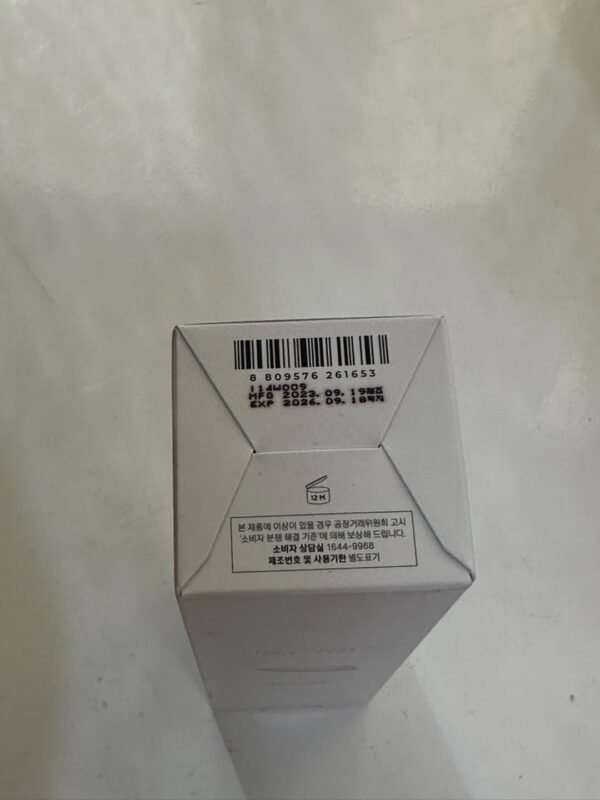 8 809576 261653
114W009
MFG 2023. 09. 19제조
EXP 2026. 09. 18까지
12 M
본 제품에 이상이 있을 경우 공정거래위원회 고시
'소비자 분쟁 해결 기준'에 의해 보상해 드립니다.
소비자 상담실 1644-9968
제조번호 및 사용기한 별도표기